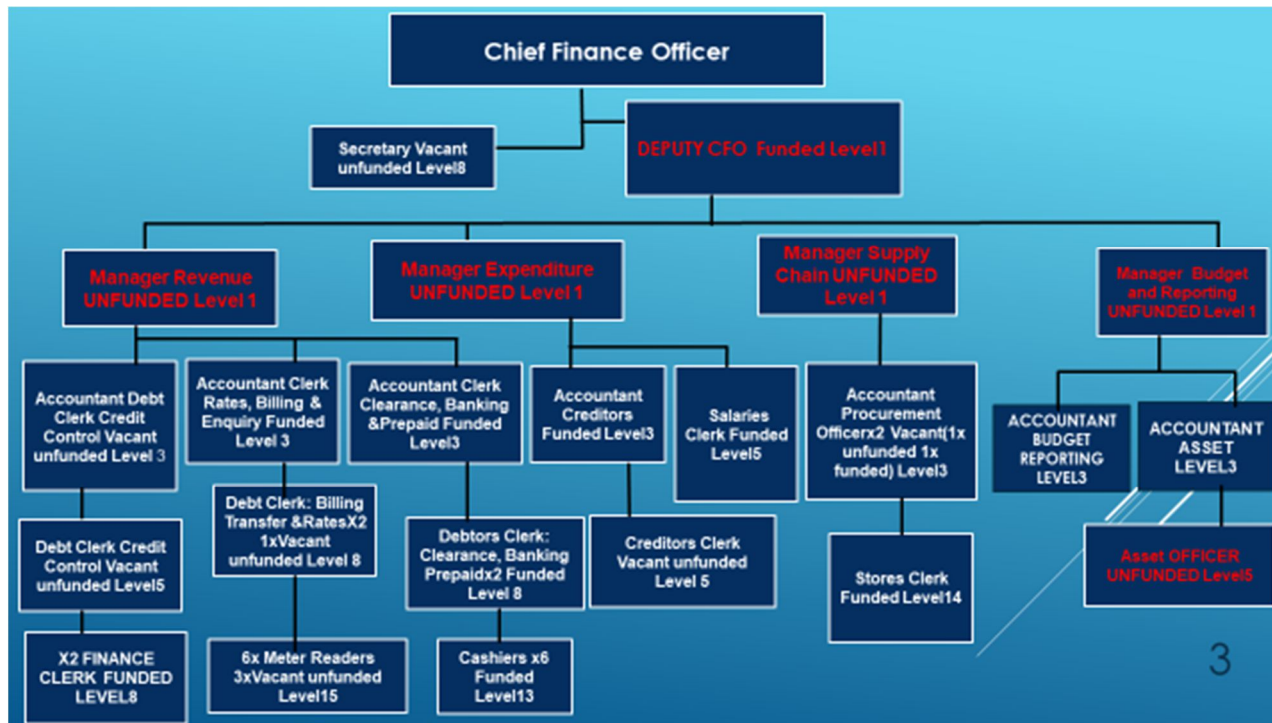 Chief Finance Officer
Secretary Vacant
unfunded Level8
DEPUTY CFO Funded Level1
Manager Revenue
UNFUNDED Level 1
Manager Expenditure
UNFUNDED Level 1
Manager Supply
Chain UNFUNDED
Level 1
Manager Budget
and Reporting
UNFUNDED Level 1
Accountant Debt
Clerk Credit
Control Vacant
unfunded Level 3
Accountant Clerk
Rates, Billing &
Enquiry Funded
Level 3
Accountant Clerk
Clearance, Banking
&Prepaid Funded
Level3
Accountant
Creditors
Funded Level3
Salaries
Clerk Funded
Level5
Accountant
Procurement
Officerx2 Vacant(1x
unfunded 1x
funded) Level3
ACCOUNTANT
BUDGET
REPORTING
LEVEL3
ACCOUNTANT
ASSET
LEVEL3
Debt Clerk Credit
Control Vacant
unfunded Level5
Debt Clerk: Billing
Transfer &RatesX2
1xVacant
unfunded Level 8
Debtors Clerk:
Clearance, Banking
Prepaidx2 Funded
Level 8
Creditors Clerk
Vacant unfunded
Level 5
Stores Clerk
Funded Level14
Asset OFFICER
UNFUNDED Level5
X2 FINANCE
CLERK FUNDED
LEVEL8
6x Meter Readers
3xVacant unfunded
Level15
Cashiers x6
Funded
Level13
3